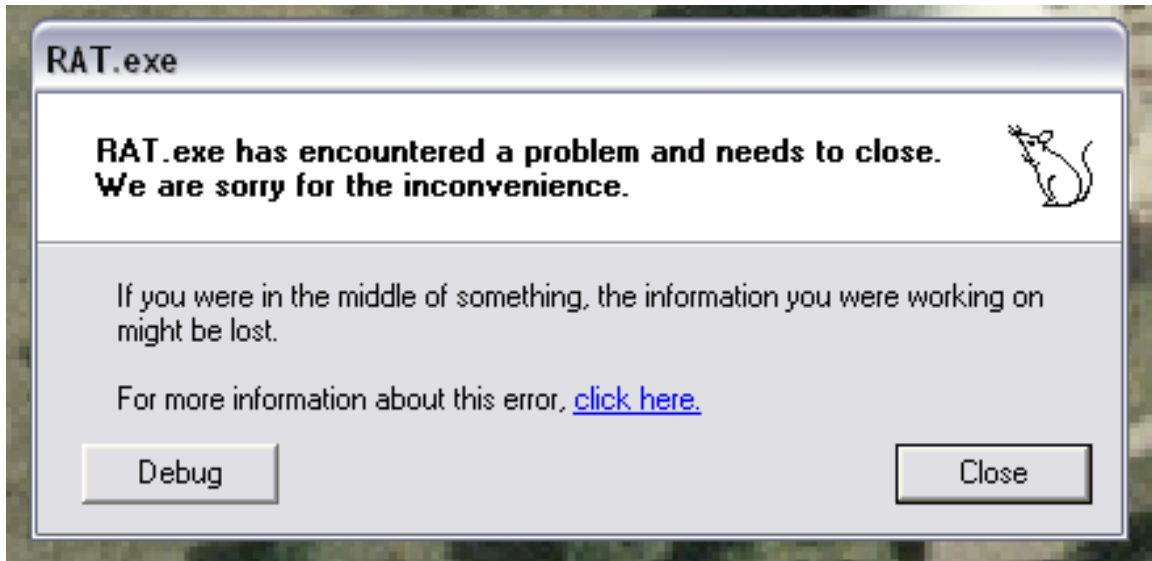 RAT.exe
RAT.exe has encountered a problem and needs to close.
We are sorry for the inconvenience.
If you were in the middle of something, the information you were working on
might be lost.
For more information about this error, click here.
Debug
Close